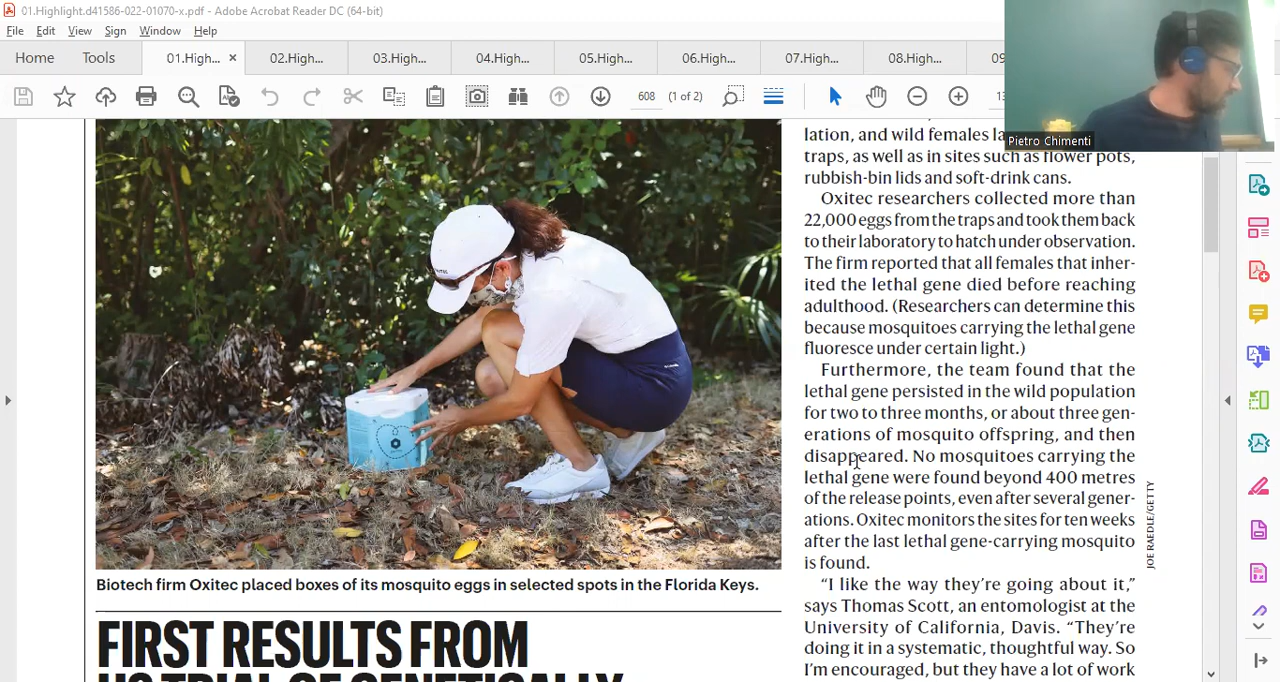 01.Highlight.d41586-022-01070-x.pdf - Adobe Acrobat Reader DC (64-bit)
File Edit View Sign Window Help
Home Tools 01.High... × 02.High... 03.High... 04.High... 05.High... 06.High... 07.High... 08.High... 09
608 (1 of 2)
Pietro Chimenti
lation, and wild females
traps, as well as in sites such as flower pots,
rubbish-bin lids and soft-drink cans.
Oxitec researchers collected more than
22,000 eggs from the traps and took them back
to their laboratory to hatch under observation.
The firm reported that all females that inher-
ited the lethal gene died before reaching
adulthood. (Researchers can determine this
because mosquitoes carrying the lethal gene
fluoresce under certain light.)
Furthermore, the team found that the
lethal gene persisted in the wild population
for two to three months, or about three gen-
erations of mosquito offspring, and then
disappeared. No mosquitoes carrying the
lethal gene were found beyond 400 metres
of the release points, even after several gener-
ations. Oxitec monitors the sites for ten weeks
after the last lethal gene-carrying mosquito
is found.
“I like the way they’re going about it,”
says Thomas Scott, an entomologist at the
University of California, Davis. “They’re
doing it in a systematic, thoughtful way. So
I’m encouraged, but they have a lot of work
JOE RAEDLE/GETTY
Biotech firm Oxitec placed boxes of its mosquito eggs in selected spots in the Florida Keys.
FIRST RESULTS FROM
US TRIAL OF GENETICALLY